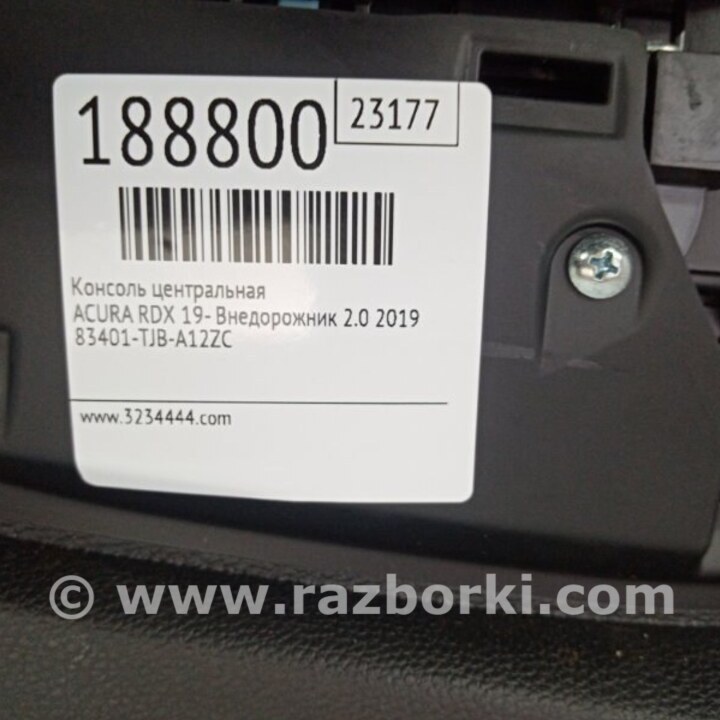 188800
23177
Консоль центральная
ACURA RDX 19- Внедорожник 2.0 2019
83401-TJB-A12ZC
www.3234444.com
© www.razborki.com